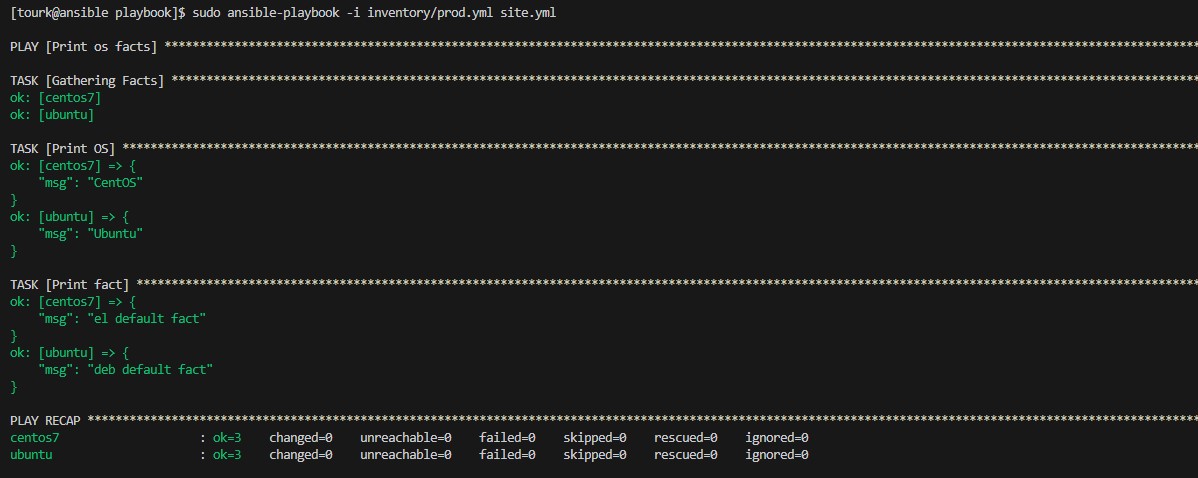 [tourk@ansible playbook]$ sudo ansible-playbook -i inventory/prod.yml site.yml
PLAY [Print os facts] ****************************************************************************************************************************************************
TASK [Gathering Facts] ***************************************************************************************************************************************************
ok: [centos7]
ok: [ubuntu]
TASK [Print OS] **********************************************************************************************************************************************************
ok: [centos7] => {
    "msg": "CentOS"
}
ok: [ubuntu] => {
    "msg": "Ubuntu"
}
TASK [Print fact] ********************************************************************************************************************************************************
ok: [centos7] => {
    "msg": "el default fact"
}
ok: [ubuntu] => {
    "msg": "deb default fact"
}
PLAY RECAP ***************************************************************************************************************************************************************
centos7                    : ok=3    changed=0    unreachable=0    failed=0    skipped=0    rescued=0    ignored=0
ubuntu                     : ok=3    changed=0    unreachable=0    failed=0    skipped=0    rescued=0    ignored=0